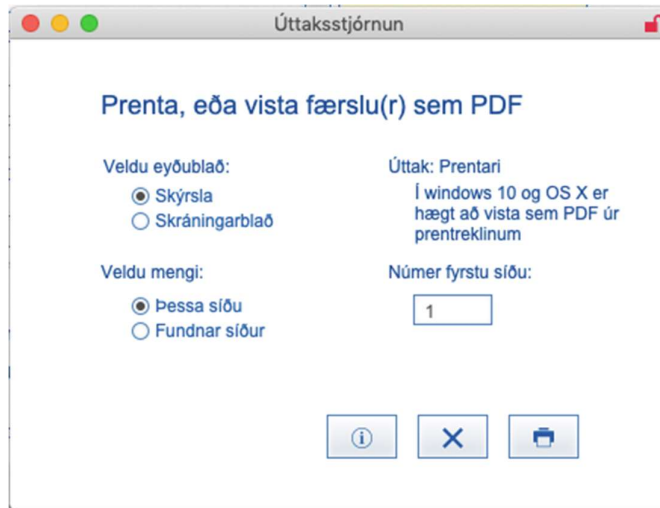 Úttaksstjórnun
Prenta, eða vista færslu(r) sem PDF
Veldu eyðublað:
Skýrsla
Skráningarblað
Úttak: Prentari
Í windows 10 og OS X er
hægt að vista sem PDF úr
prentreklinum
Veldu mengi:
Þessa síðu
Fundnar síður
Númer fyrstu síðu:
1